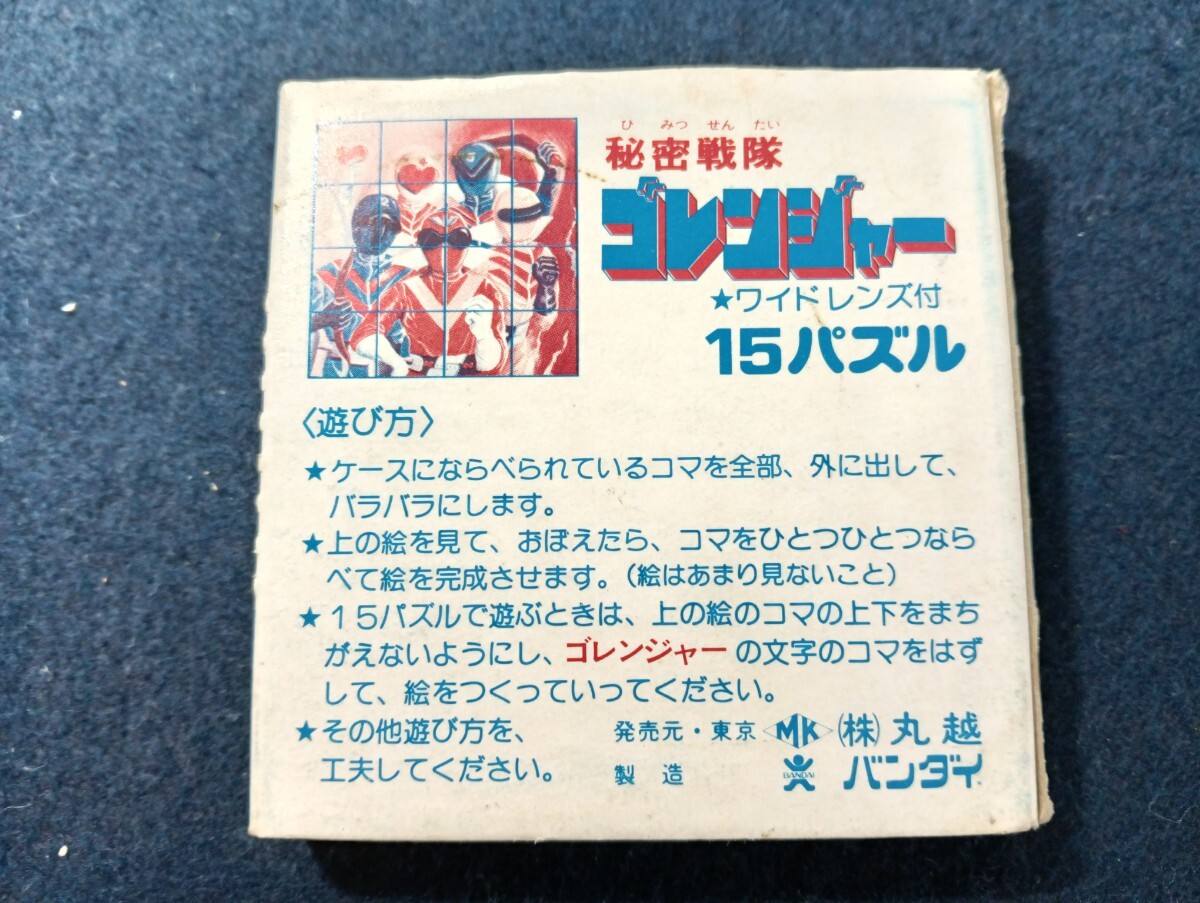 ひ みつ せん たい
秘密戦隊
ゴレンジャー
★ワイドレンズ付
15パズル
〈遊び方〉
★ケースにならべられているコマを全部、外に出して、
バラバラにします。
★上の絵を見て、おぼえたら、コマをひとつひとつなら
べて絵を完成させます。(絵はあまり見ないこと)
★15パズルで遊ぶときは、上の絵のコマの上下をまち
がえないようにし、ゴレンジャーの文字のコマをはず
して、絵をつくっていってください。
★その他遊び方を、
工夫してください。
発売元・東京 MK (株)丸越
製造 BANDAI バンダイ